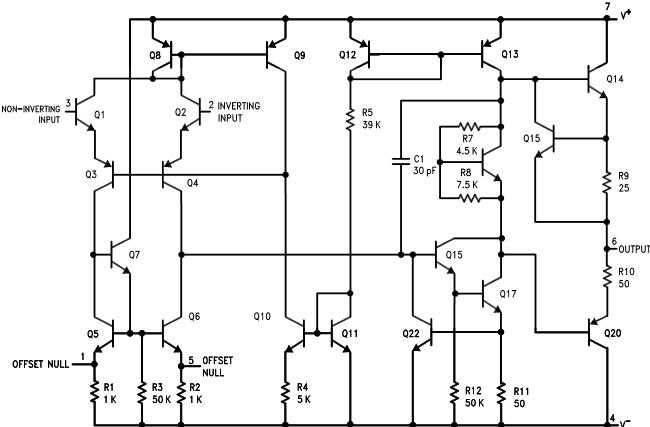 7
V+
Q8
Q9
Q12
Q13
Q14
NON-INVERTING
INPUT
3
Q1
Q2
2 INVERTING
INPUT
R5
39 K
C1
30 pF
R7
4.5 K
R8
7.5 K
Q15
Q3
Q4
R9
25
Q7
Q15
6
OUTPUT
R10
50
Q5
Q6
Q10
Q11
Q22
Q17
Q20
OFFSET NULL
1
5
OFFSET
NULL
R1
1 K
R3
50 K
R2
1 K
R4
5 K
R12
50 K
R11
50
4
V−